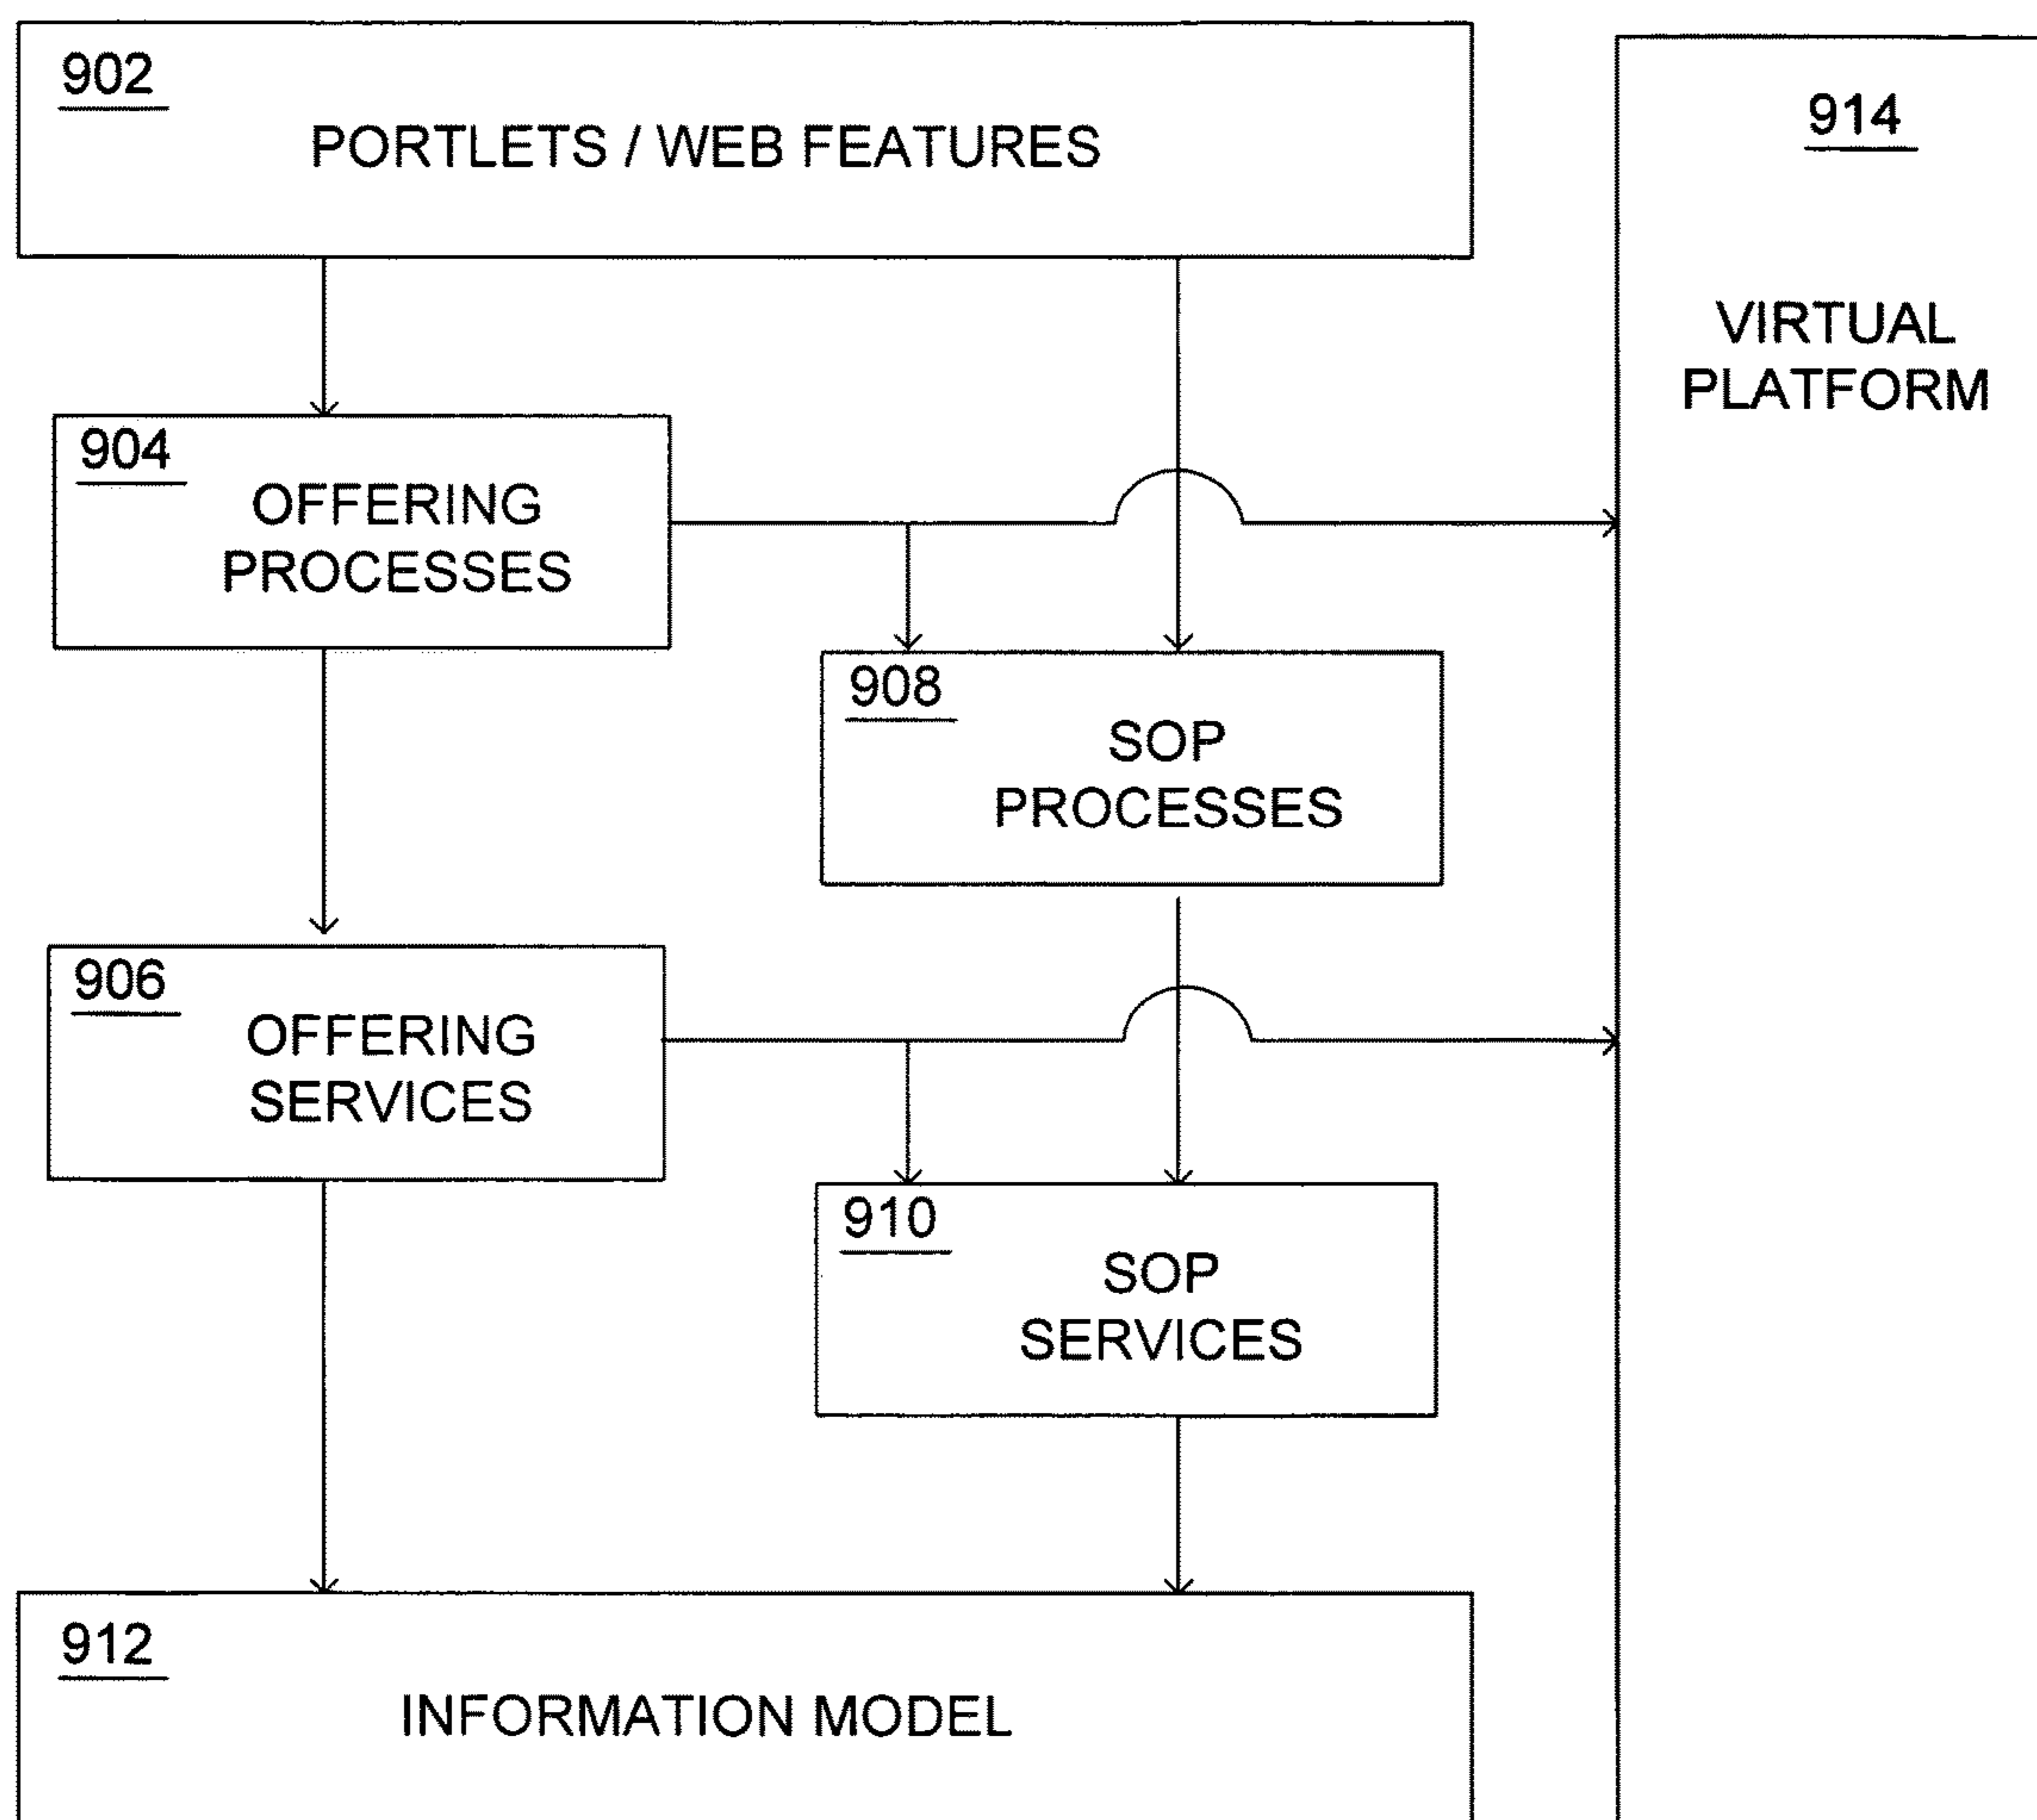 902
PORTLETS / WEB FEATURES
914
VIRTUAL
PLATFORM
904
OFFERING
PROCESSES
908
SOP
PROCESSES
906
OFFERING
SERVICES
910
SOP
SERVICES
912
INFORMATION MODEL